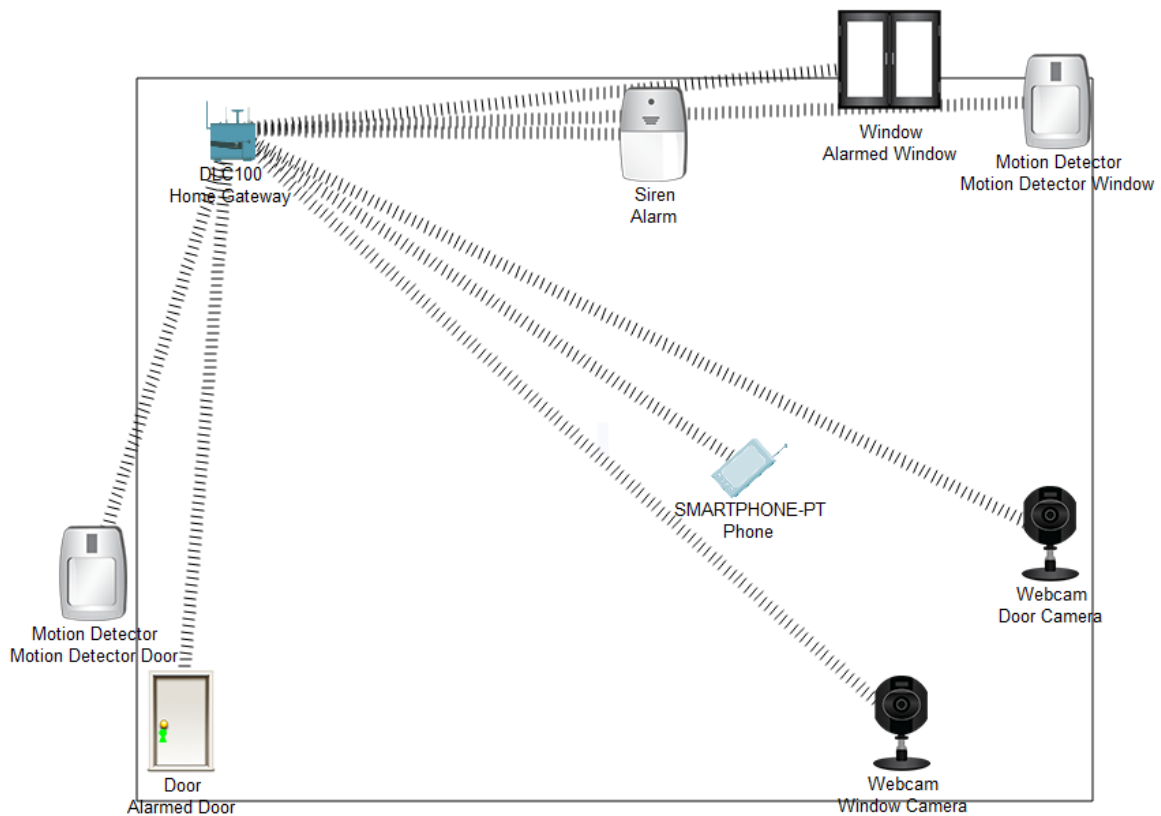 Window
Alarmed Window
Motion Detector
Motion Detector Window
DLC100
Home Gateway
Siren
Alarm
SMARTPHONE-PT
Phone
Webcam
Door Camera
Motion Detector
Motion Detector Door
Door
Alarmed Door
Webcam
Window Camera